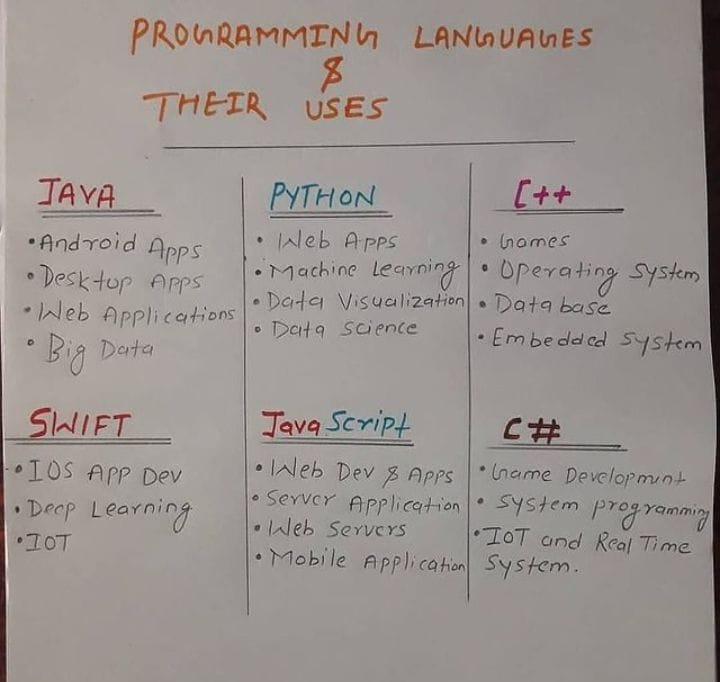 PROGRAMMING LANGUAGES
&
THEIR USES
JAVA
• Android Apps
• Desktop Apps
• Web Applications
• Big Data
PYTHON
• Web Apps
• Machine Learning
• Data Visualization
• Data Science
C++
• Games
• Operating System
• Database
• Embedded System
SWIFT
• IOS APP Dev
• Deep Learning
• IOT
JavaScript
• Web Dev & Apps
• Server Application
• Web Servers
• Mobile Application
C#
• Game Development
• System programming
• IoT and Real Time
System.